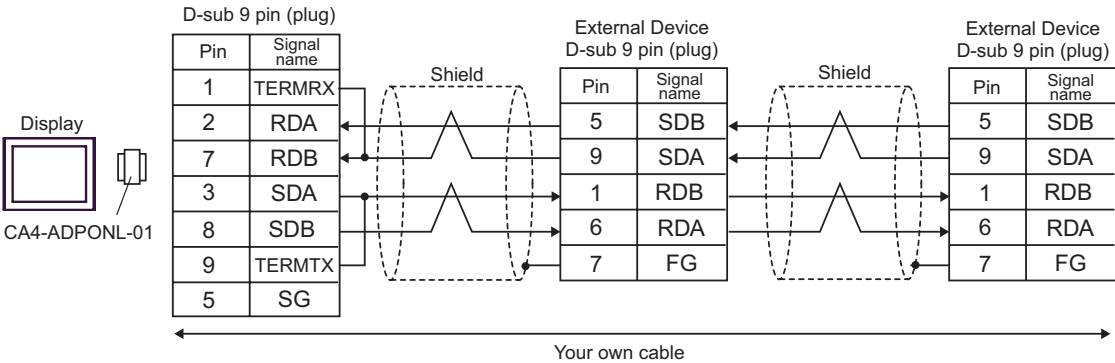 D-sub 9 pin (plug)
External Device
D-sub 9 pin (plug)
External Device
D-sub 9 pin (plug)
Display
CA4-ADPONL-01
Pin Signal name
1 TERMRX
2 RDA
7 RDB
3 SDA
8 SDB
9 TERMTX
5 SG
Shield
Pin Signal name
5 SDB
9 SDA
1 RDB
6 RDA
7 FG
Shield
Pin Signal name
5 SDB
9 SDA
1 RDB
6 RDA
7 FG
Your own cable